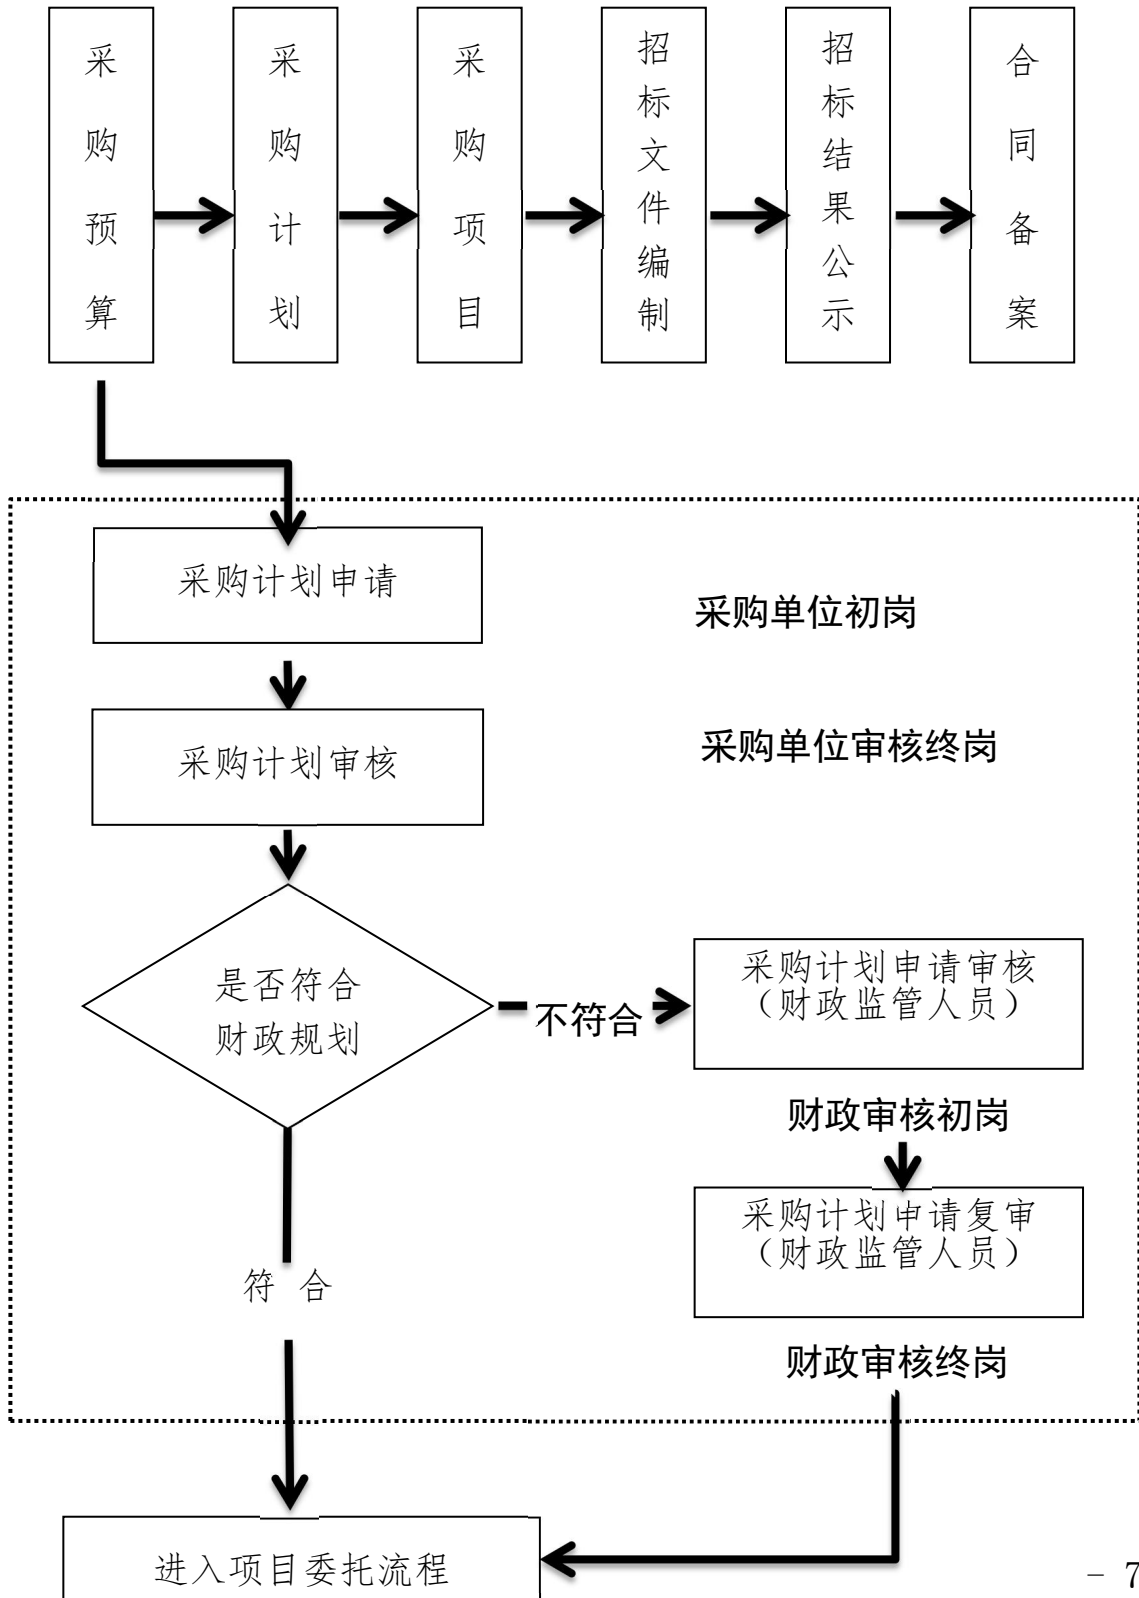 采购预算
采购计划
采购项目
招标文件编制
招标结果公示
合同备案
采购计划申请
采购单位初岗
采购计划审核
采购单位审核终岗
是否符合
财政规划
不符合
采购计划申请审核
（财政监管人员）
财政审核初岗
采购计划申请复审
（财政监管人员）
符 合
财政审核终岗
进入项目委托流程
– 7